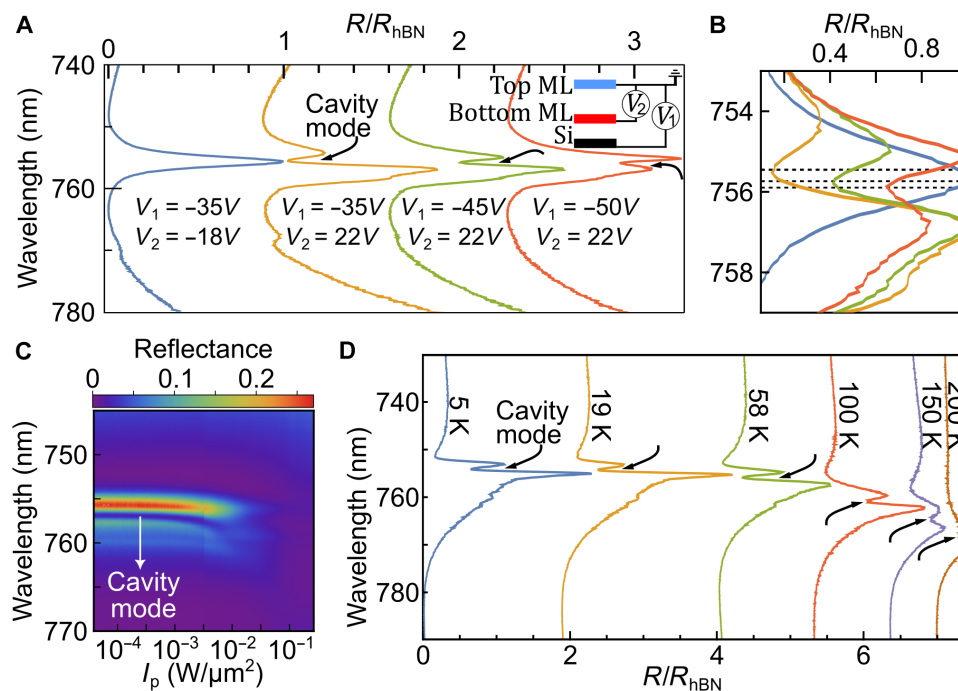 A
R/R_hBN
0
1
2
3
740
760
780
Wavelength (nm)
Cavity
mode
Top ML
Bottom ML
Si
V₂
V₁
V₁ = −35V
V₂ = −18V
V₁ = −35V
V₂ = 22V
V₁ = −45V
V₂ = 22V
V₁ = −50V
V₂ = 22V
B
R/R_hBN
0.4
0.8
754
756
758
C
Reflectance
0
0.1
0.2
750
760
770
Wavelength (nm)
Cavity
mode
10⁻⁴
10⁻³
10⁻²
10⁻¹
Iₚ (W/μm²)
D
740
760
780
Wavelength (nm)
5 K
19 K
58 K
100 K
150 K
200 K
Cavity
mode
0
2
4
6
R/R_hBN